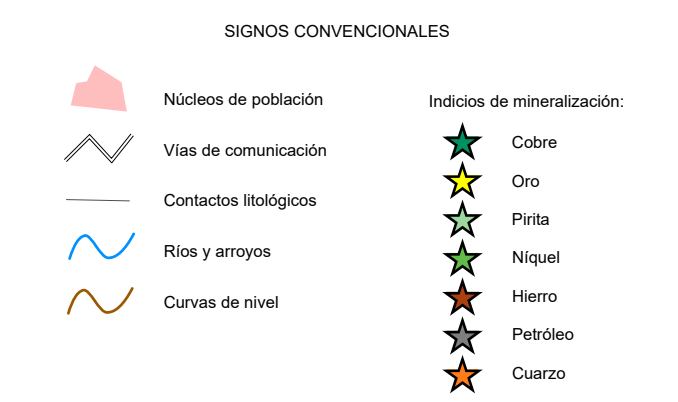 SIGNOS CONVENCIONALES
Núcleos de población
Vías de comunicación
Contactos litológicos
Ríos y arroyos
Curvas de nivel
Indicios de mineralización:
Cobre
Oro
Pirita
Níquel
Hierro
Petróleo
Cuarzo